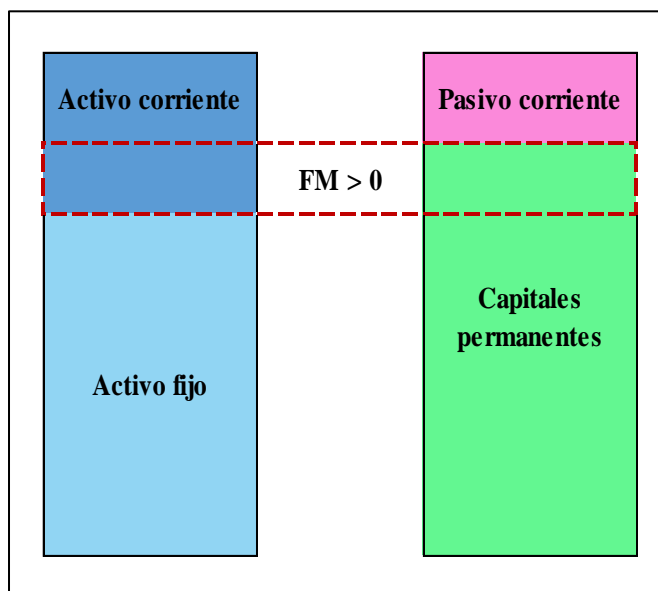 Activo corriente
Pasivo corriente
FM > 0
Capitales
permanentes
Activo fijo